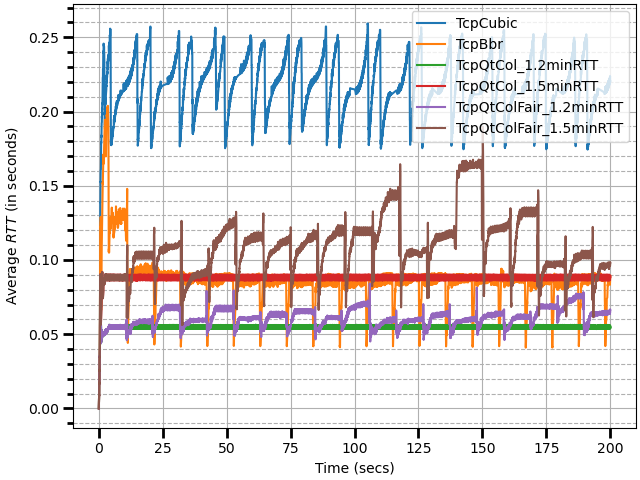 TcpCubic
TcpBbr
TcpQtCol_1.2minRTT
TcpQtCol_1.5minRTT
TcpQtColFair_1.2minRTT
TcpQtColFair_1.5minRTT
Average RTT (in seconds)
0.25
0.20
0.15
0.10
0.05
0.00
0 25 50 75 100 125 150 175 200
Time (secs)